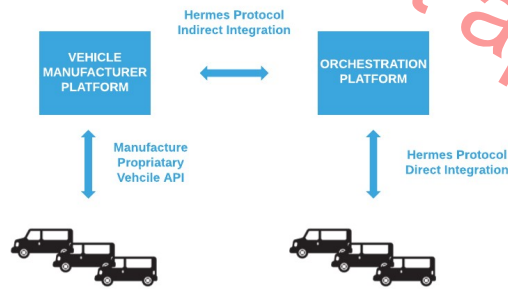 Hermes Protocol
Indirect Integration
VEHICLE
MANUFACTURER
PLATFORM
ORCHESTRATION
PLATFORM
Manufacture
Propriatary
Vehcile API
Hermes Protocol
Direct Integration